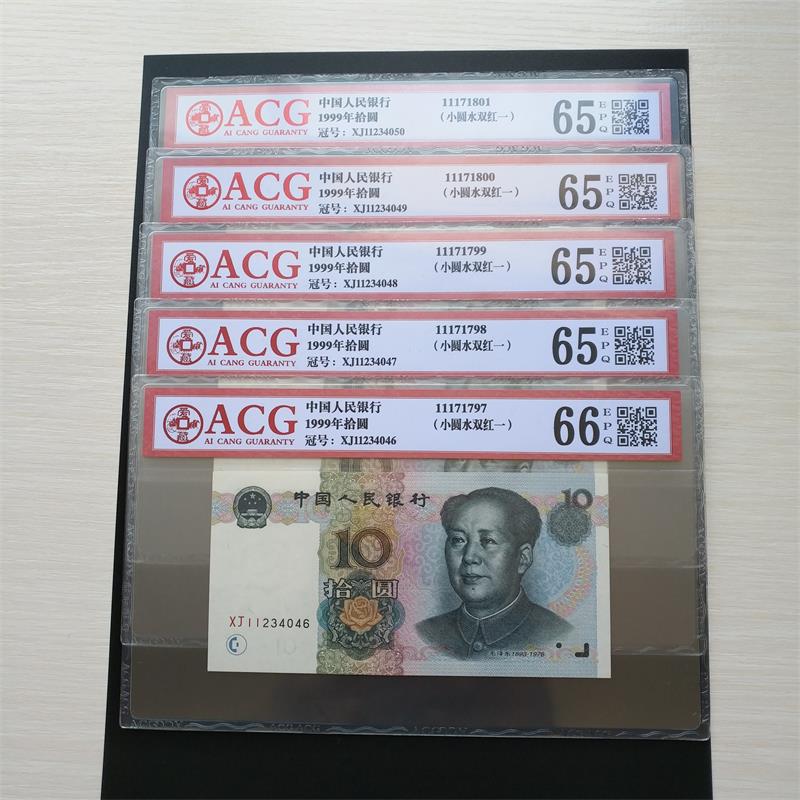 ACG
AI CANG GUARANTY
中国人民银行
1999年拾圆
冠号：XJ11234050
11171801
（小圆水双红一）
65
EPQ
ACG
AI CANG GUARANTY
中国人民银行
1999年拾圆
冠号：XJ11234049
11171800
（小圆水双红一）
65
EPQ
ACG
AI CANG GUARANTY
中国人民银行
1999年拾圆
冠号：XJ11234048
11171799
（小圆水双红一）
65
EPQ
ACG
AI CANG GUARANTY
中国人民银行
1999年拾圆
冠号：XJ11234047
11171798
（小圆水双红一）
65
EPQ
ACG
AI CANG GUARANTY
中国人民银行
1999年拾圆
冠号：XJ11234046
11171797
（小圆水双红一）
66
EPQ
中国人民银行
10
10
拾圆
XJ11234046
毛泽东1893-1976